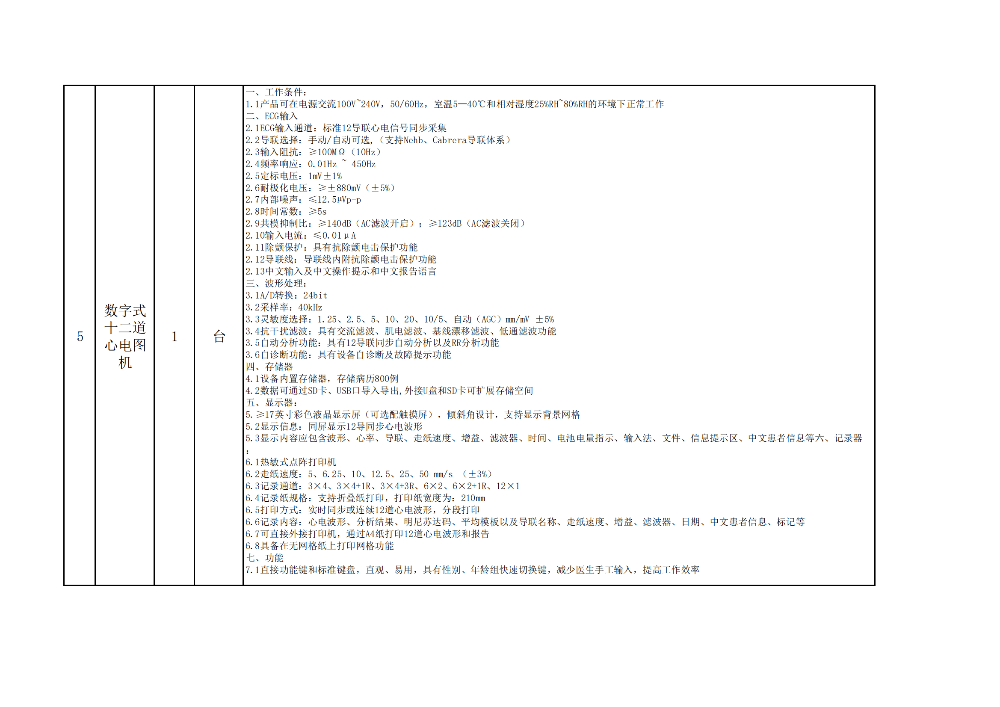 5
数字式
十二道
心电图
机
1
台
一、工作条件：
1.1产品可在电源交流100V~240V，50/60Hz，室温5—40℃和相对湿度25%RH~80%RH的环境下正常工作
二、ECG输入
2.1ECG输入通道：标准12导联心电信号同步采集
2.2导联选择：手动/自动可选,（支持Nehb、Cabrera导联体系）
2.3输入阻抗：≥100MΩ（10Hz）
2.4频率响应：0.01Hz ~ 450Hz
2.5定标电压：1mV±1%
2.6耐极化电压：≥±880mV（±5%）
2.7内部噪声：≤12.5μVp-p
2.8时间常数：≥5s
2.9共模抑制比：≥140dB（AC滤波开启）；≥123dB（AC滤波关闭）
2.10输入电流：≤0.01μA
2.11除颤保护：具有抗除颤电击保护功能
2.12导联线：导联线内附抗除颤电击保护功能
2.13中文输入及中文操作提示和中文报告语言
三、波形处理：
3.1A/D转换：24bit
3.2采样率：40kHz
3.3灵敏度选择：1.25、2.5、5、10、20、10/5、自动（AGC）mm/mV ±5%
3.4抗干扰滤波：具有交流滤波、肌电滤波、基线漂移滤波、低通滤波功能
3.5自动分析功能：具有12导联同步自动分析以及RR分析功能
3.6自诊断功能：具有设备自诊断及故障提示功能
四、存储器
4.1设备内置存储器，存储病历800例
4.2数据可通过SD卡、USB口导入导出,外接U盘和SD卡可扩展存储空间
五、显示器：
5.≥17英寸彩色液晶显示屏（可选配触摸屏），倾斜角设计，支持显示背景网格
5.2显示信息：同屏显示12导同步心电波形
5.3显示内容应包含波形、心率、导联、走纸速度、增益、滤波器、时间、电池电量指示、输入法、文件、信息提示区、中文患者信息等六、记录器
：
6.1热敏式点阵打印机
6.2走纸速度：5、6.25、10、12.5、25、50 mm/s （±3%）
6.3记录通道：3×4、3×4+1R、3×4+3R、6×2、6×2+1R、12×1
6.4记录纸规格：支持折叠纸打印，打印纸宽度为：210mm
6.5打印方式：实时同步或连续12道心电波形，分段打印
6.6记录内容：心电波形、分析结果、明尼苏达码、平均模板以及导联名称、走纸速度、增益、滤波器、日期、中文患者信息、标记等
6.7可直接外接打印机，通过A4纸打印12道心电波形和报告
6.8具备在无网格纸上打印网格功能
七、功能
7.1直接功能键和标准键盘，直观、易用，具有性别、年龄组快速切换键，减少医生手工输入，提高工作效率